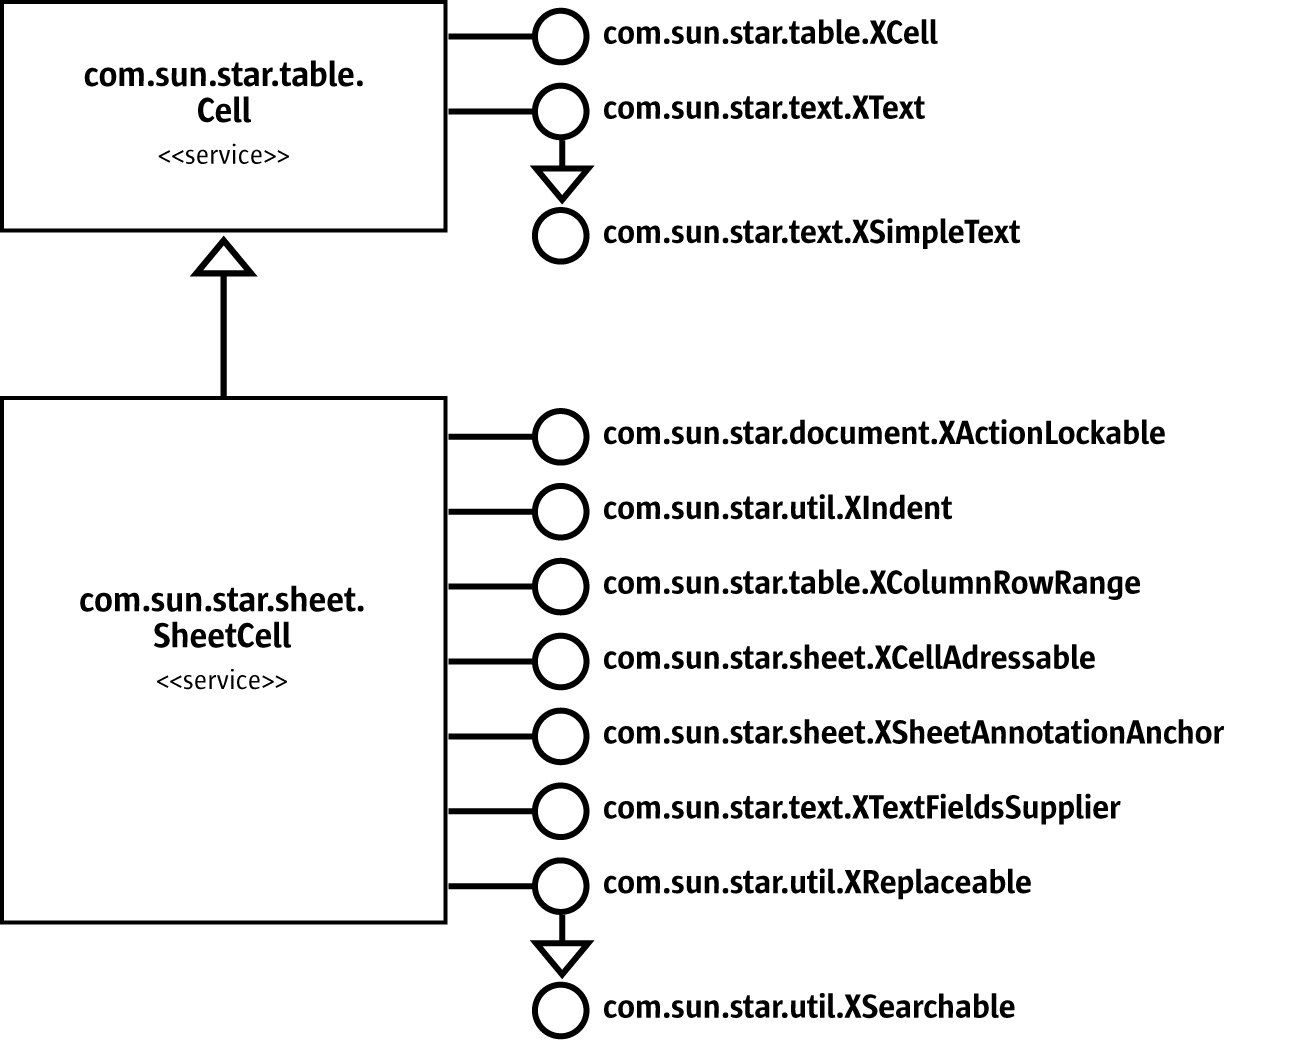 com.sun.star.table.
Cell
<<service>>
com.sun.star.table.XCell
com.sun.star.text.XText
com.sun.star.text.XSimpleText
com.sun.star.sheet.
SheetCell
<<service>>
com.sun.star.document.XActionLockable
com.sun.star.util.XIndent
com.sun.star.table.XColumnRowRange
com.sun.star.sheet.XCellAdressable
com.sun.star.sheet.XSheetAnnotationAnchor
com.sun.star.text.XTextFieldsSupplier
com.sun.star.util.XReplaceable
com.sun.star.util.XSearchable